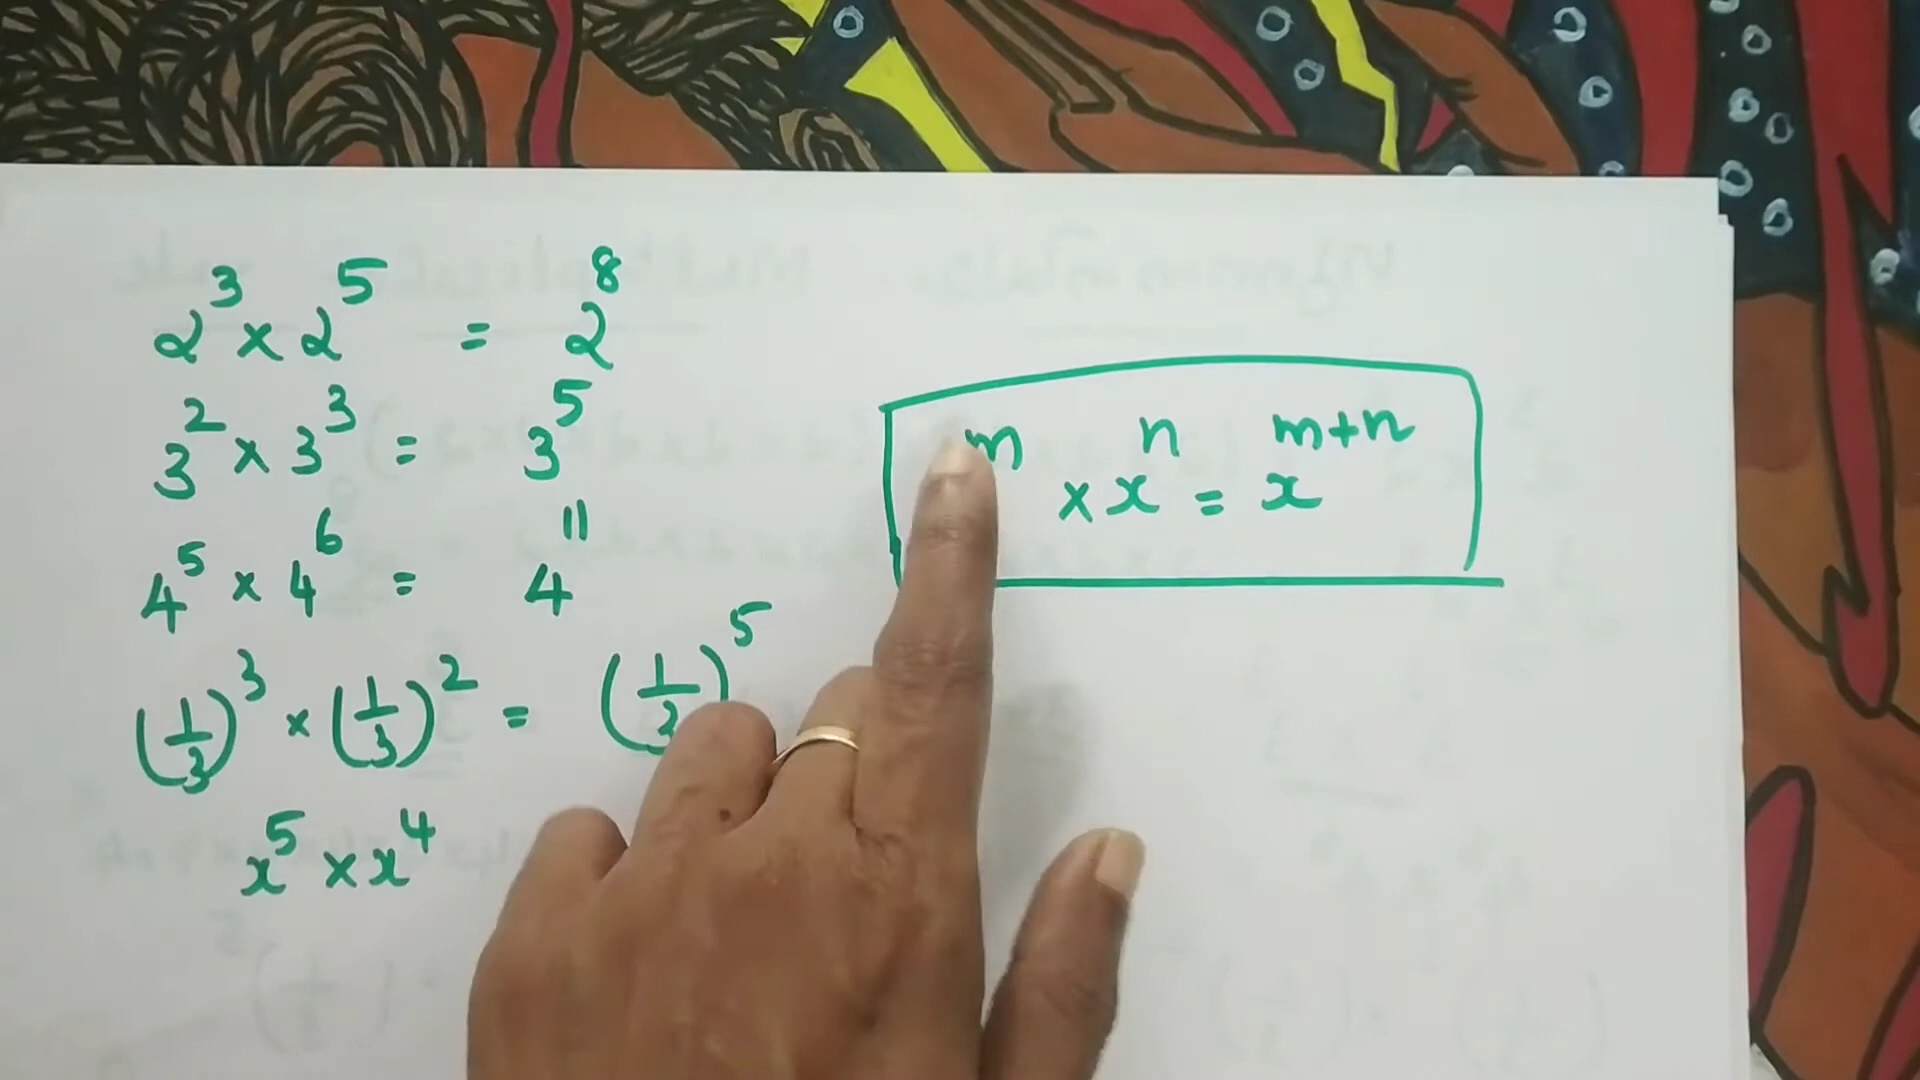 2³ × 2⁵ = 2⁸
3² × 3³ = 3⁵
4⁵ × 4⁶ = 4¹¹
(1/3)³ × (1/3)² = (1/3)⁵
x⁵ × x⁴
ᵐ × xⁿ = xᵐ⁺ⁿ